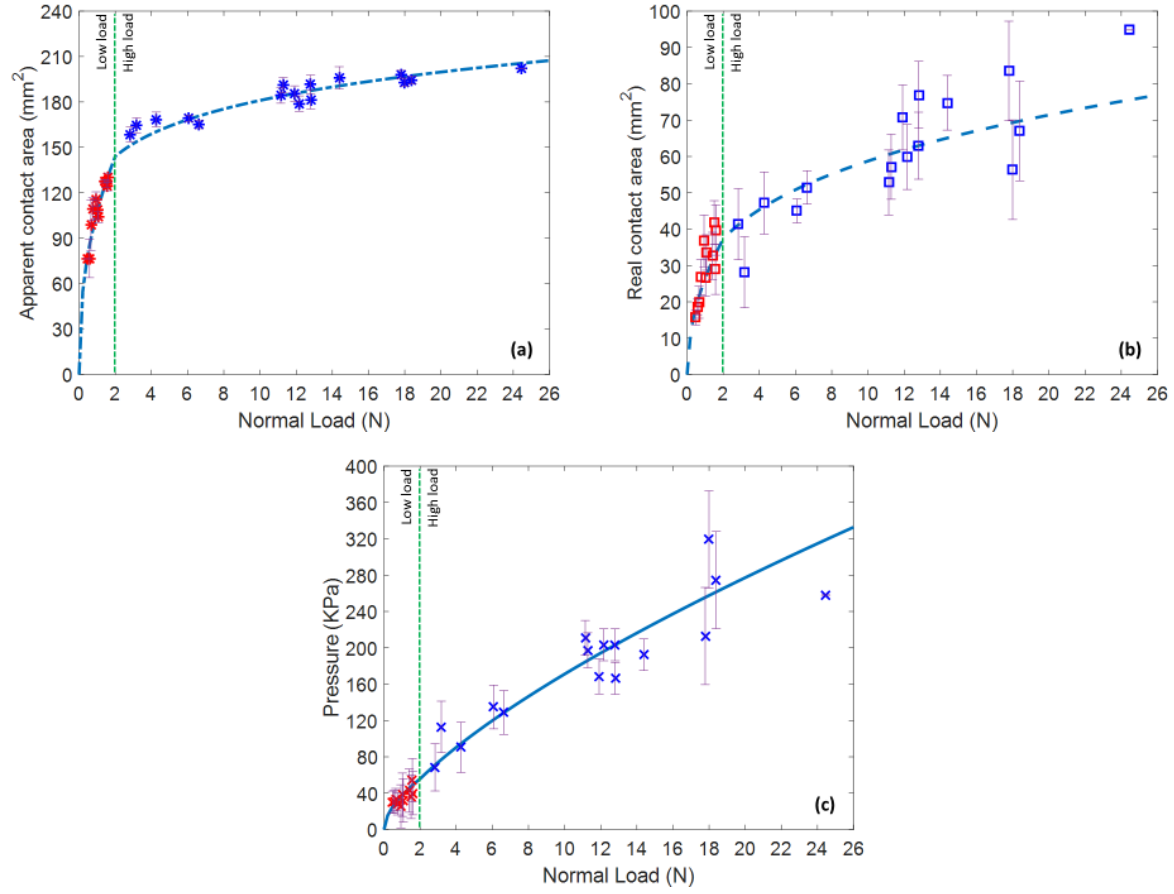 Apparent contact area (mm²)
240
210
180
150
120
90
60
30
0
Low load
High load
(a)
0 2 4 6 8 10 12 14 16 18 20 22 24 26
Normal Load (N)
Real contact area (mm²)
100
90
80
70
60
50
40
30
20
10
0
Low load
High load
(b)
0 2 4 6 8 10 12 14 16 18 20 22 24 26
Normal Load (N)
Pressure (KPa)
400
360
320
280
240
200
160
120
80
40
0
Low load
High load
(c)
0 2 4 6 8 10 12 14 16 18 20 22 24 26
Normal Load (N)